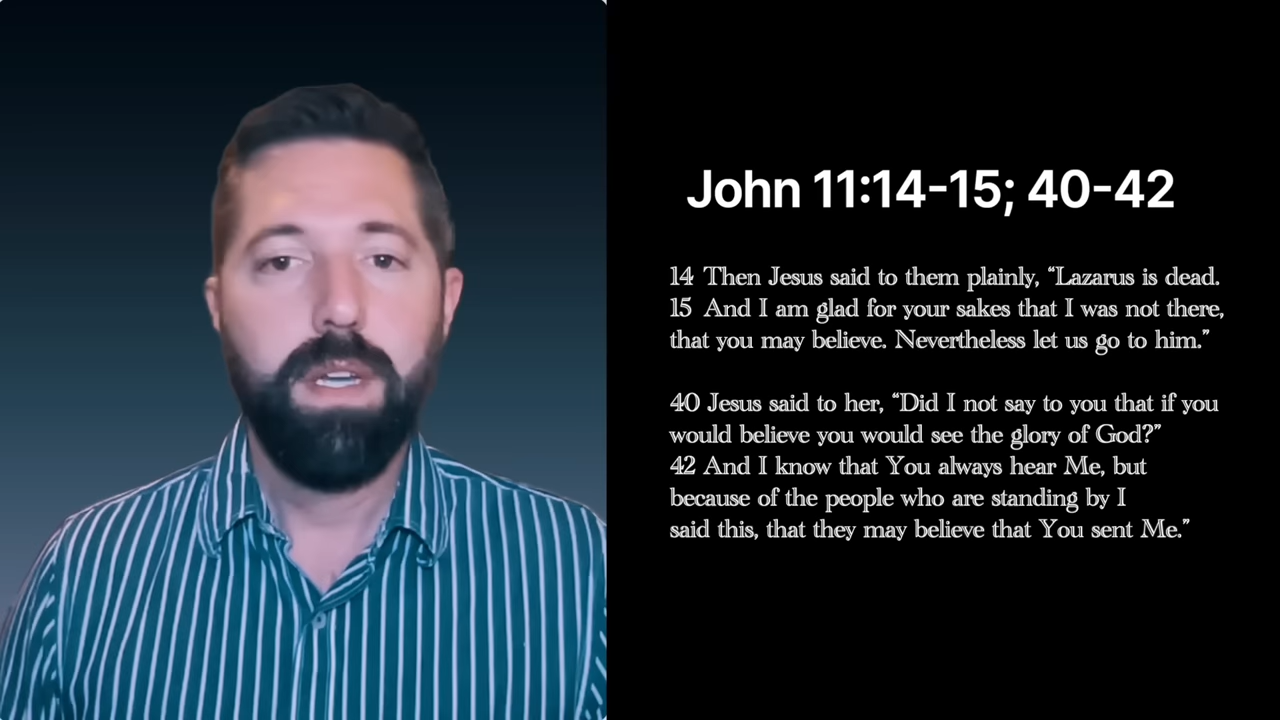 John 11:14-15; 40-42
14 Then Jesus said to them plainly, “Lazarus is dead.
15 And I am glad for your sakes that I was not there,
that you may believe. Nevertheless let us go to him.”
40 Jesus said to her, “Did I not say to you that if you
would believe you would see the glory of God?”
42 And I know that You always hear Me, but
because of the people who are standing by I
said this, that they may believe that You sent Me.”